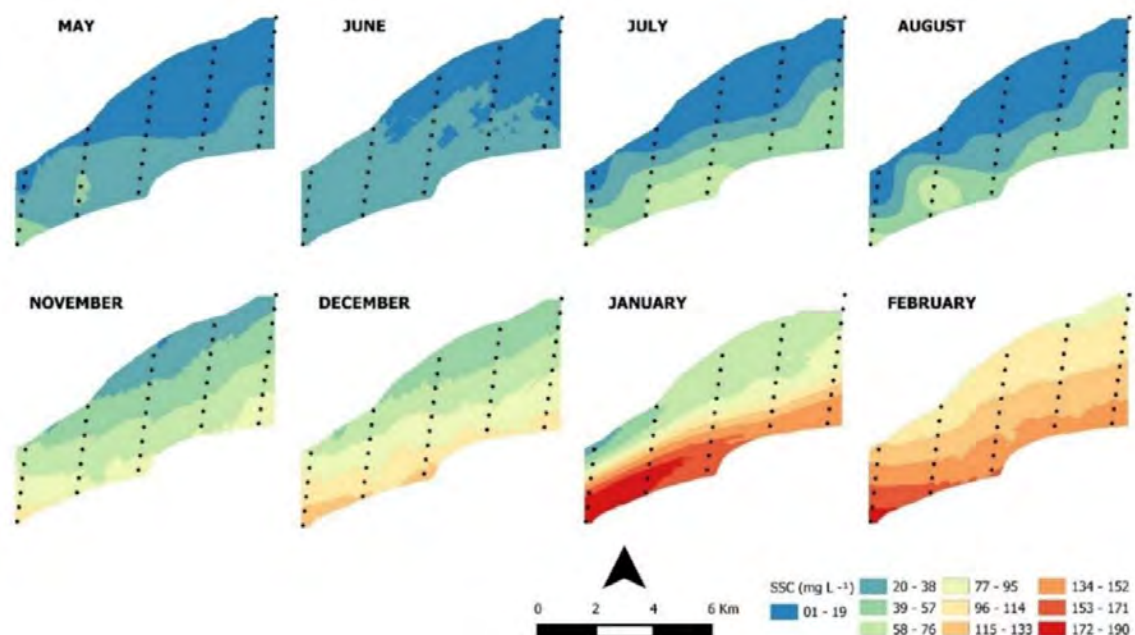 MAY
JUNE
JULY
AUGUST
NOVEMBER
DECEMBER
JANUARY
FEBRUARY
SSC (mg L -¹)
01 - 19
20 - 38
39 - 57
58 - 76
77 - 95
96 - 114
115 - 133
134 - 152
153 - 171
172 - 190
0 2 4 6 Km